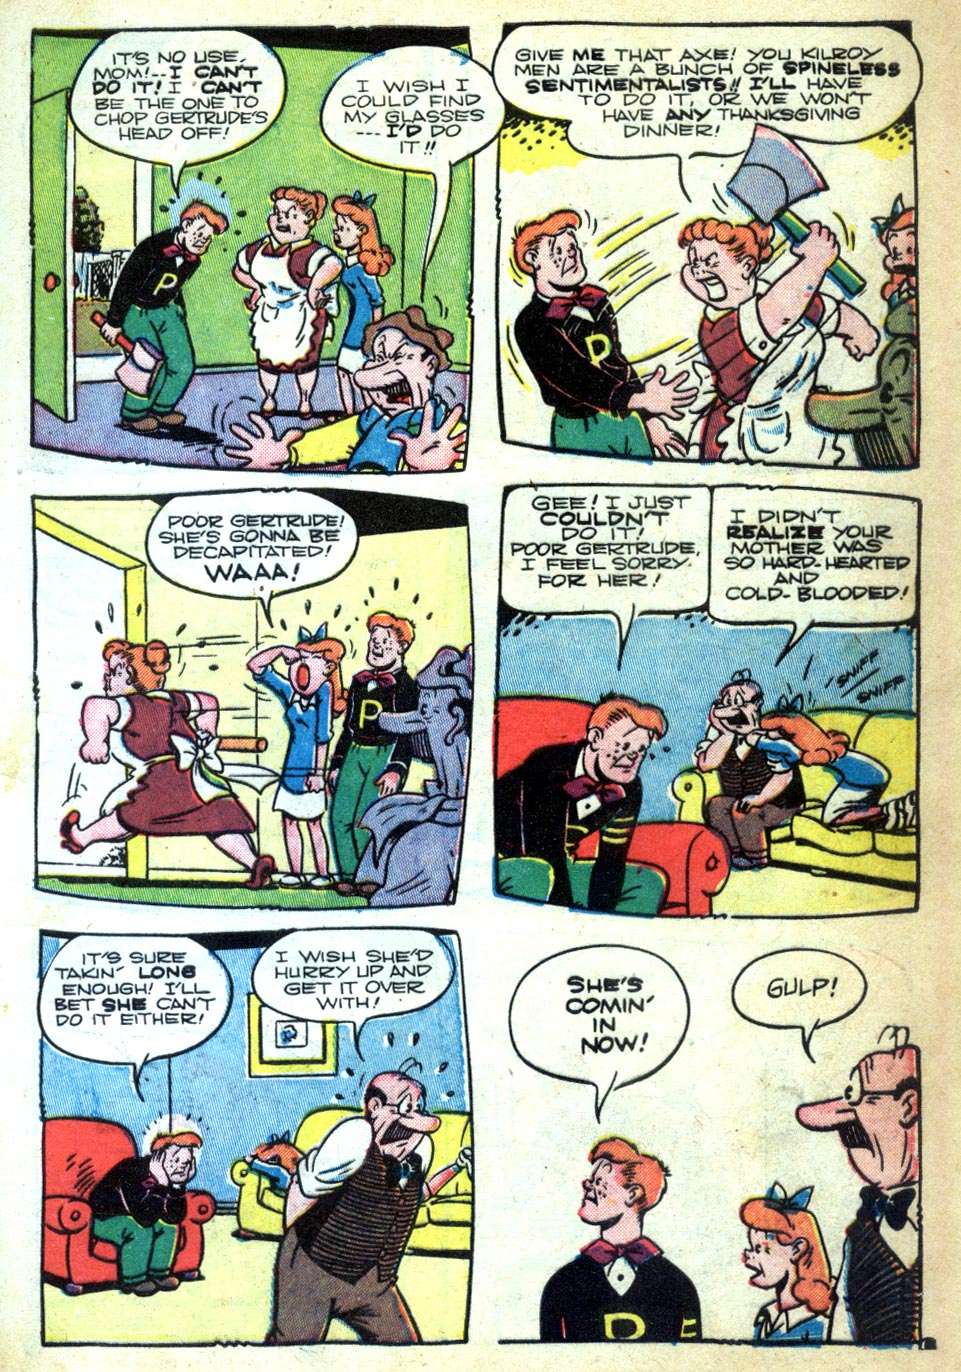 IT'S NO USE,
MOM!-- I CAN'T
DO IT! I CAN'T
BE THE ONE TO
CHOP GERTRUDE'S
HEAD OFF!
I WISH I
COULD FIND
MY GLASSES
--- I'D DO
IT!!
P
GIVE ME THAT AXE! YOU KILROY
MEN ARE A BUNCH OF SPINELESS
SENTIMENTALISTS!! I'LL HAVE
TO DO IT, OR WE WON'T
HAVE ANY THANKSGIVING
DINNER!
P
POOR GERTRUDE!
SHE'S GONNA BE
DECAPITATED!
WAAA!
P
GEE! I JUST
COULDN'T
DO IT!
POOR GERTRUDE,
I FEEL SORRY
FOR HER!
I DIDN'T
REALIZE YOUR
MOTHER WAS
SO HARD-HEARTED
AND
COLD-BLOODED!
SNIFF
SNIFF
IT'S SURE
TAKIN' LONG
ENOUGH! I'LL
BET SHE CAN'T
DO IT EITHER!
I WISH SHE'D
HURRY UP AND
GET IT OVER
WITH!
SHE'S
COMIN'
IN
NOW!
GULP!
P